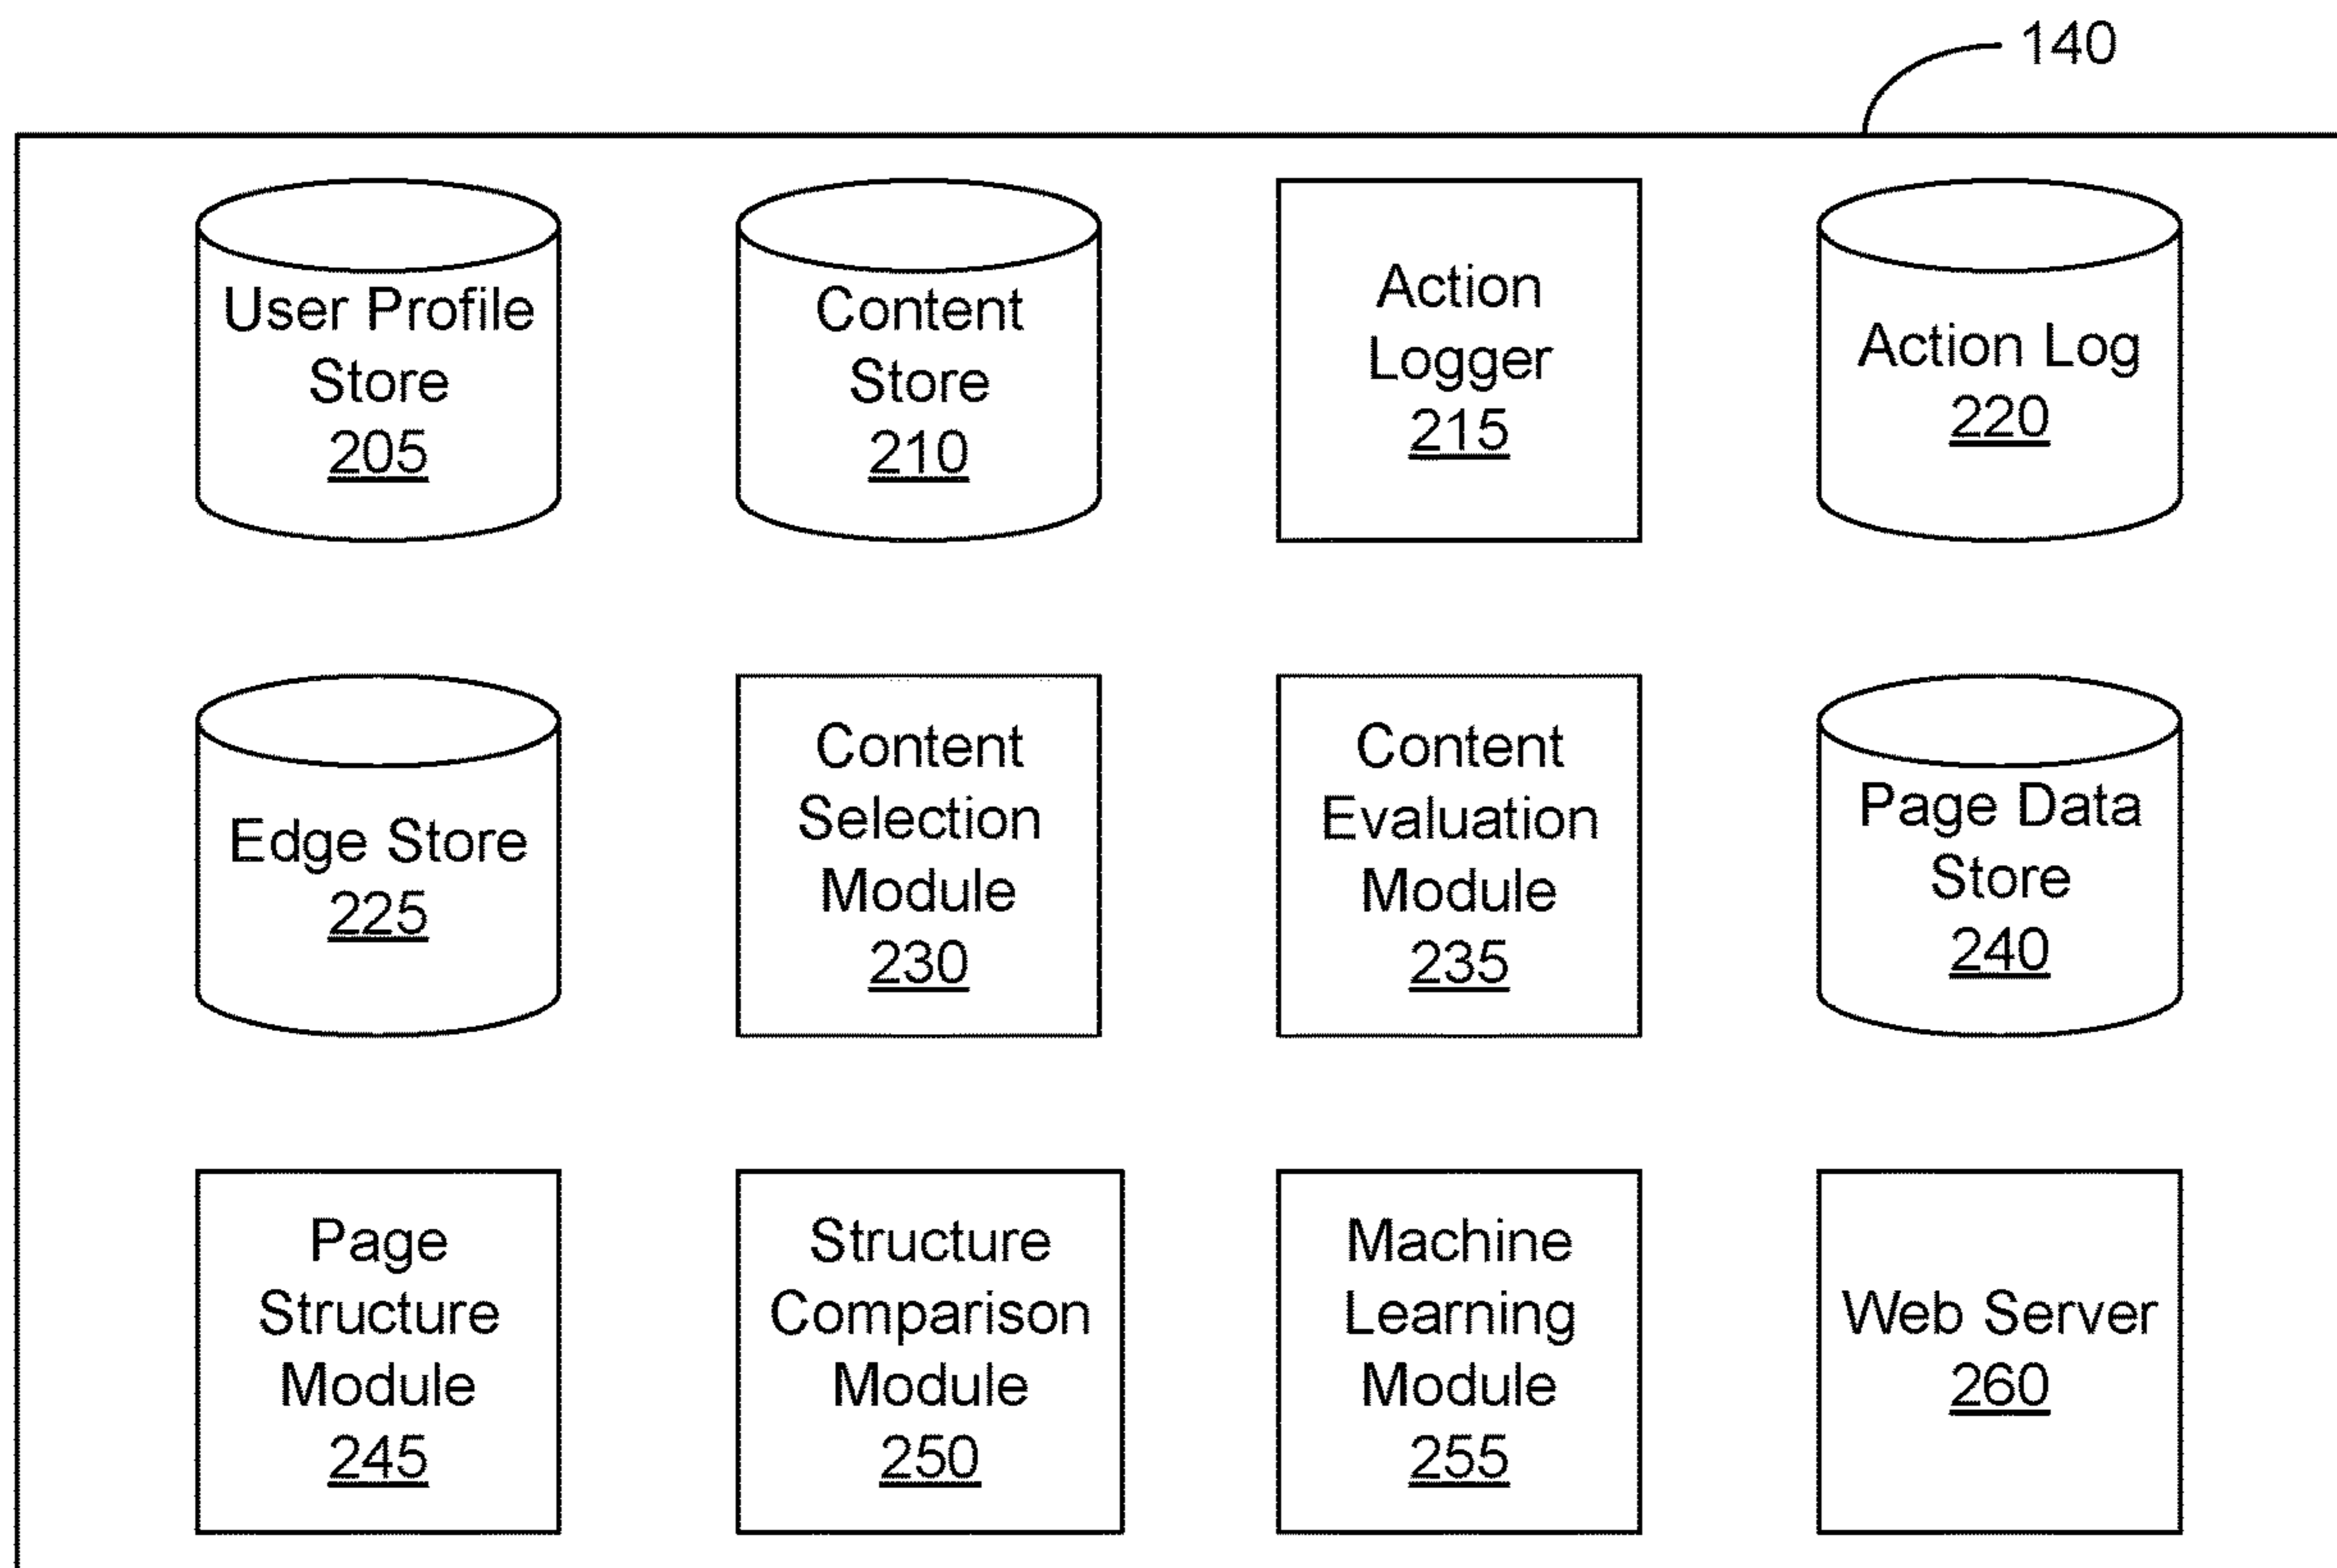 140
User Profile
Store
205
Content
Store
210
Action
Logger
215
Action Log
220
Edge Store
225
Content
Selection
Module
230
Content
Evaluation
Module
235
Page Data
Store
240
Page
Structure
Module
245
Structure
Comparison
Module
250
Machine
Learning
Module
255
Web Server
260